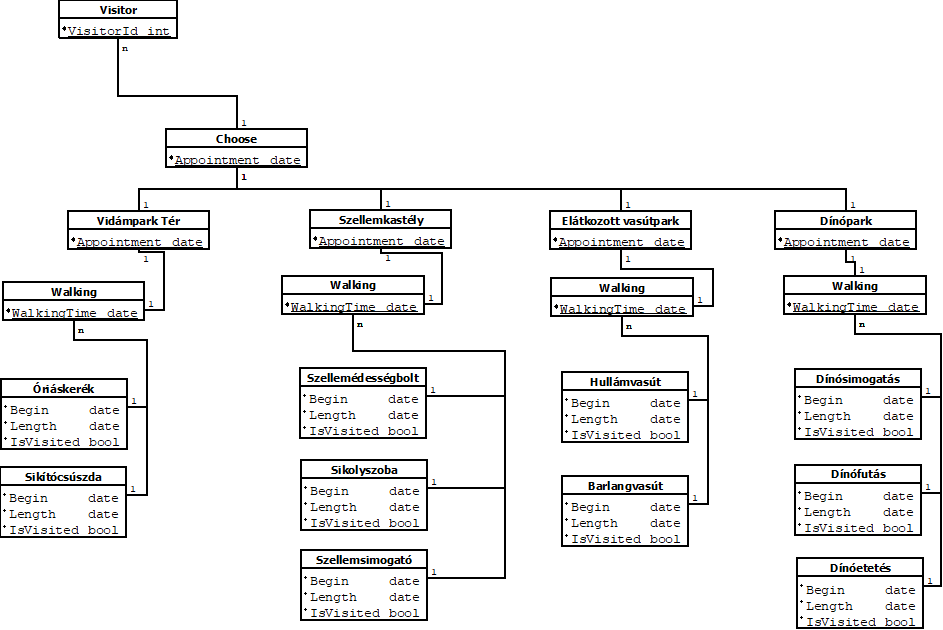 Visitor
VisitorId int
n
1
Choose
Appointment date
1
1 1 1 1
Vidámpark Tér
Appointment date
1
Szellemkastély
Appointment date
1
Elátkozott vasútpark
Appointment date
1
Dínópark
Appointment date
1
1
Walking
WalkingTime date
1
n
Walking
WalkingTime date
1
n
Walking
WalkingTime date
1
n
Walking
WalkingTime date
n
Óriáskerék
Begin date
Length date
IsVisited bool
1
Sikítócsúszda
Begin date
Length date
IsVisited bool
1
Szellemédességbolt
Begin date
Length date
IsVisited bool
1
Sikolyszoba
Begin date
Length date
IsVisited bool
1
Szellemsimogató
Begin date
Length date
IsVisited bool
1
Hullámvasút
Begin date
Length date
IsVisited bool
1
Barlangvasút
Begin date
Length date
IsVisited bool
1
Dínósimogatás
Begin date
Length date
IsVisited bool
1
Dínófutás
Begin date
Length date
IsVisited bool
1
Dínóetetés
Begin date
Length date
IsVisited bool
1